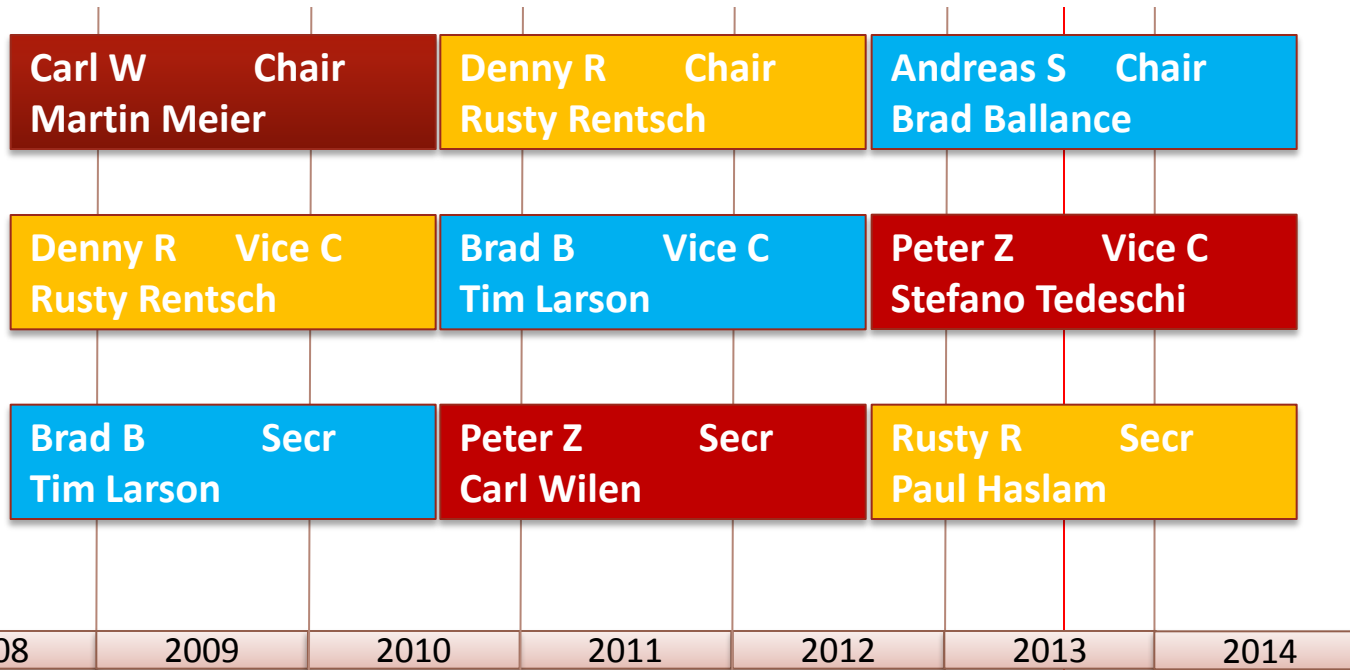 Carl W Chair
Martin Meier
Denny R Chair
Rusty Rentsch
Andreas S Chair
Brad Ballance
Denny R Vice C
Rusty Rentsch
Brad B Vice C
Tim Larson
Peter Z Vice C
Stefano Tedeschi
Brad B Secr
Tim Larson
Peter Z Secr
Carl Wilen
Rusty R Secr
Paul Haslam
08 2009 2010 2011 2012 2013 2014